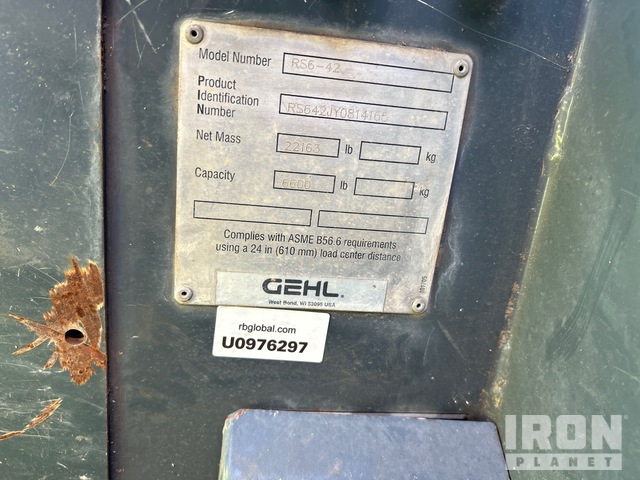 Model Number RS6-42
Product
Identification
Number RS642JY0814165
Net Mass 22163 lb kg
Capacity 6600 lb kg
Complies with ASME B56.6 requirements
using a 24 in (610 mm) load center distance
GEHL
West Bend, WI 53095 USA
rbglobal.com
U0976297
IRON
PLANET